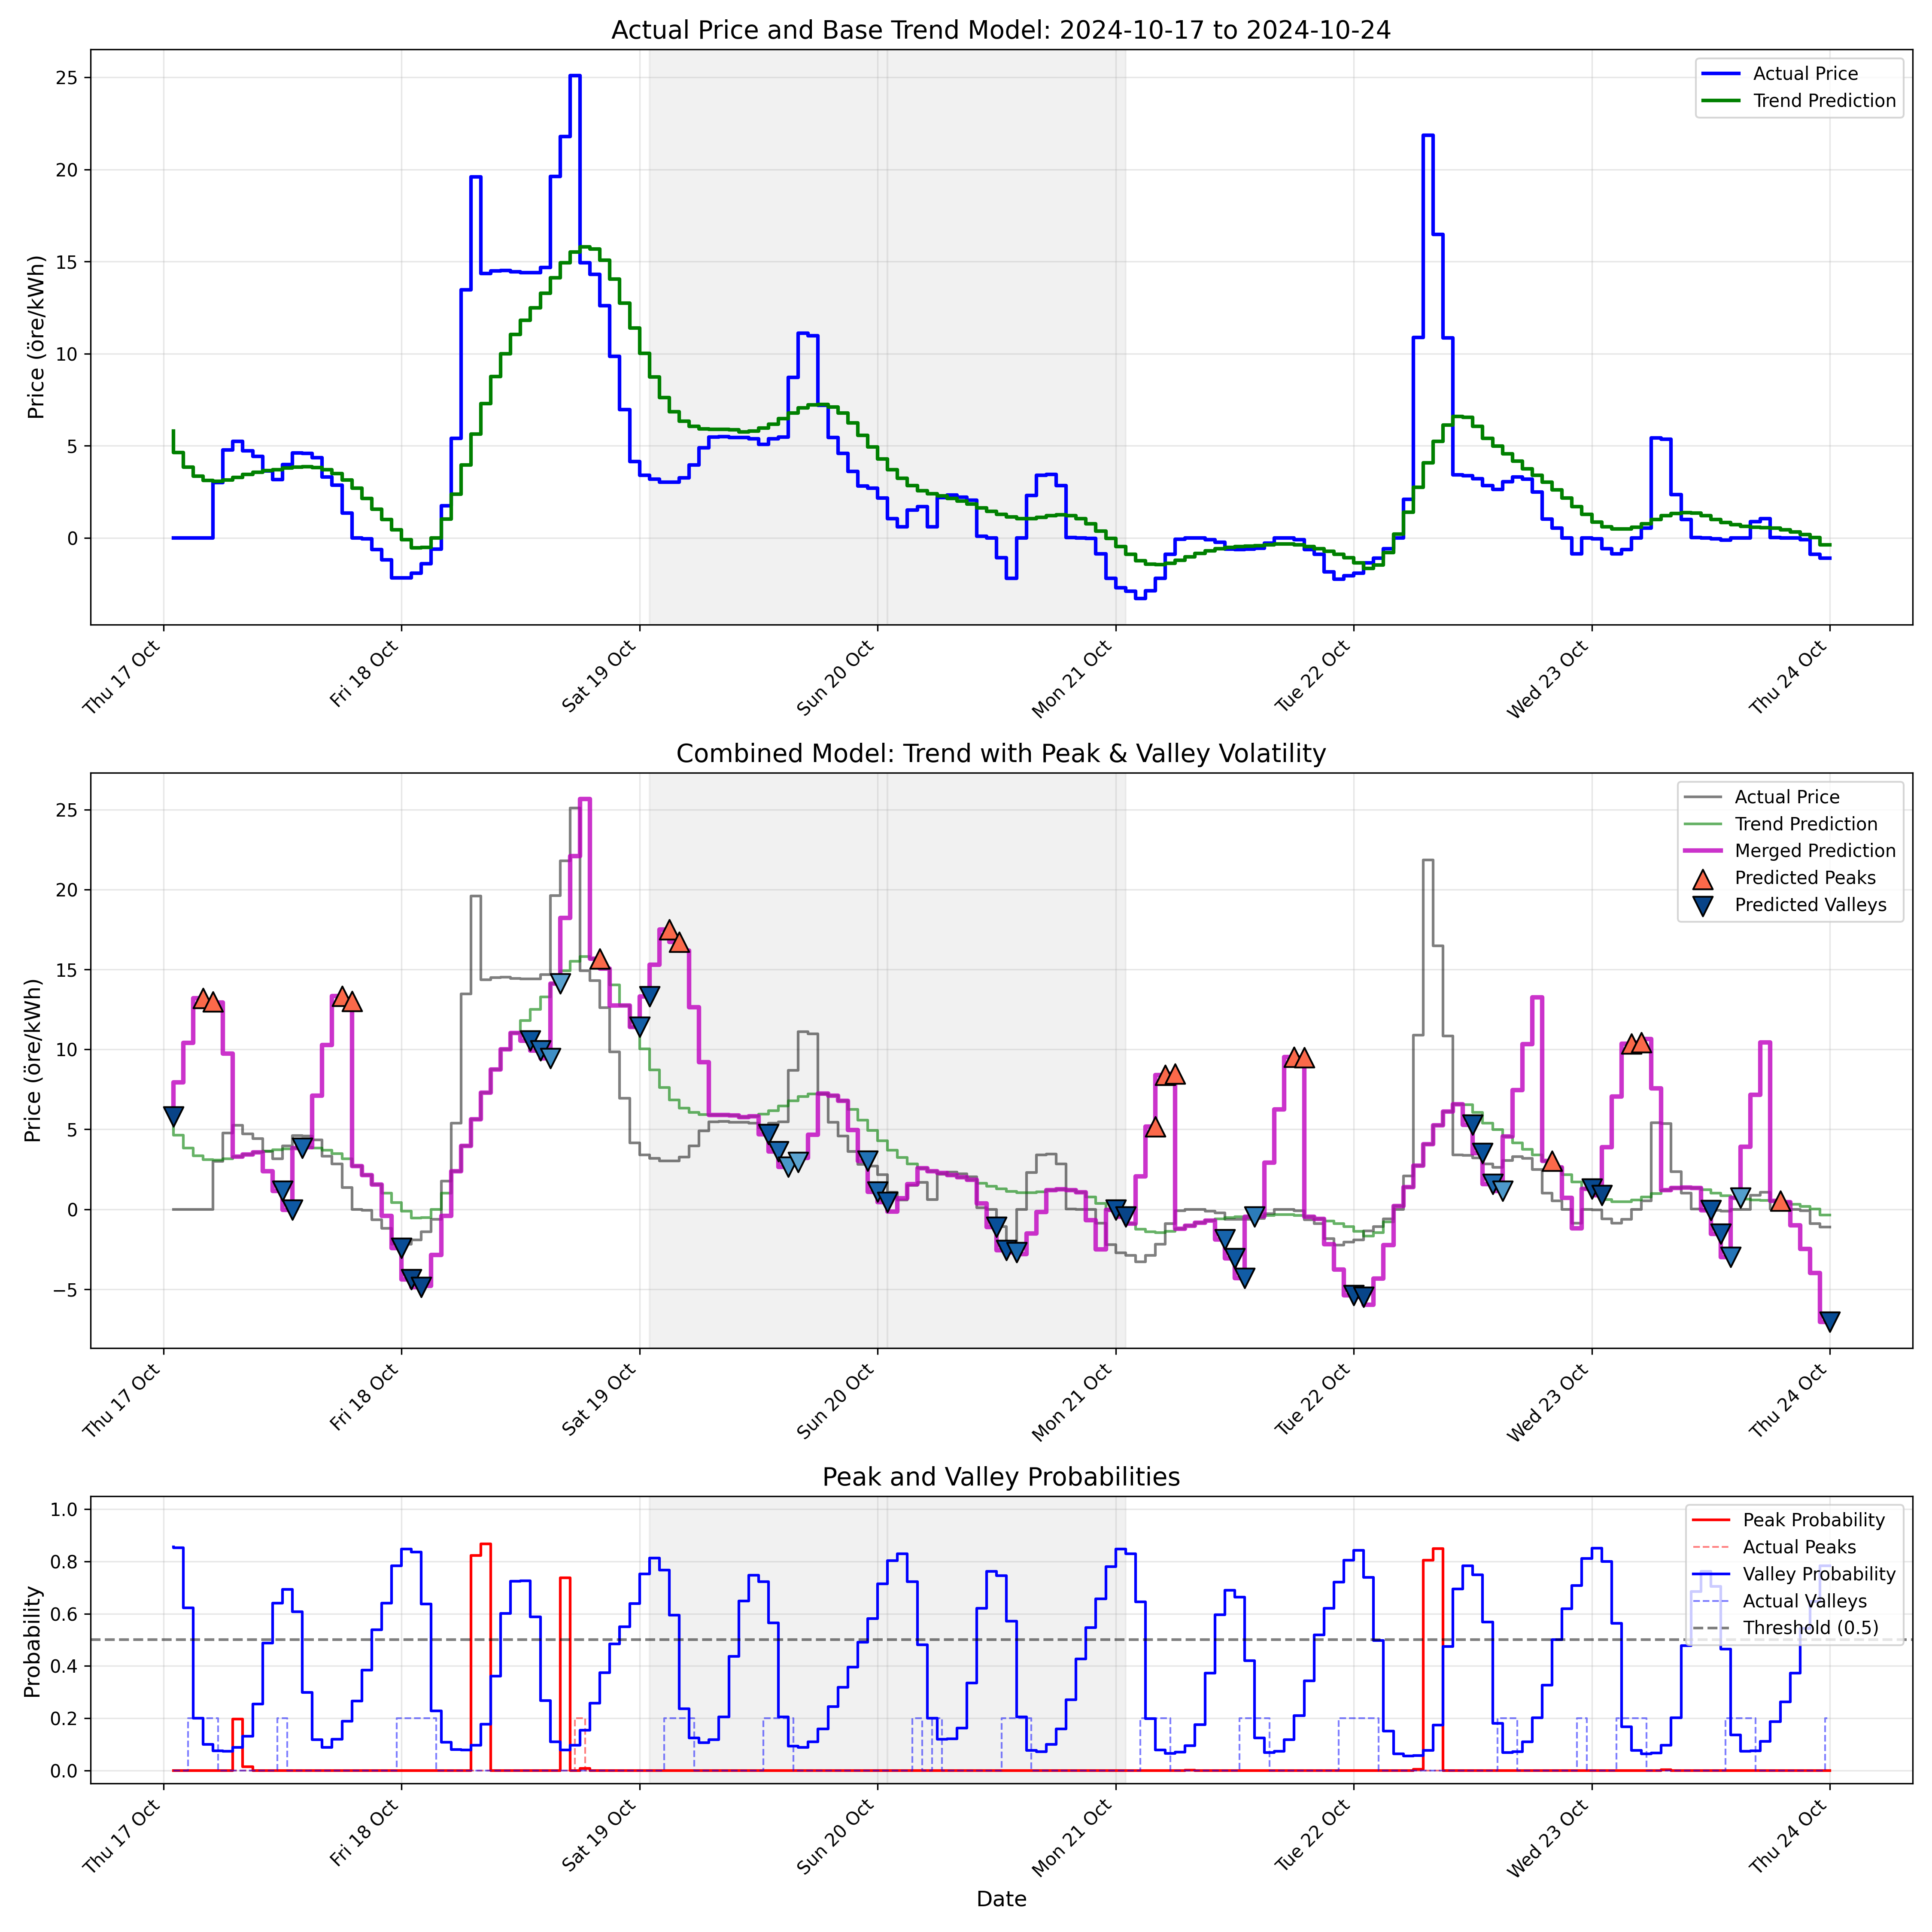 Actual Price and Base Trend Model: 2024-10-17 to 2024-10-24
Price (öre/kWh)
25
20
15
10
5
0
Actual Price
Trend Prediction
Thu 17 Oct
Fri 18 Oct
Sat 19 Oct
Sun 20 Oct
Mon 21 Oct
Tue 22 Oct
Wed 23 Oct
Thu 24 Oct
Combined Model: Trend with Peak & Valley Volatility
Price (öre/kWh)
25
20
15
10
5
0
−5
Actual Price
Trend Prediction
Merged Prediction
Predicted Peaks
Predicted Valleys
Thu 17 Oct
Fri 18 Oct
Sat 19 Oct
Sun 20 Oct
Mon 21 Oct
Tue 22 Oct
Wed 23 Oct
Thu 24 Oct
Peak and Valley Probabilities
Probability
1.0
0.8
0.6
0.4
0.2
0.0
Peak Probability
Actual Peaks
Valley Probability
Actual Valleys
Threshold (0.5)
Thu 17 Oct
Fri 18 Oct
Sat 19 Oct
Sun 20 Oct
Mon 21 Oct
Tue 22 Oct
Wed 23 Oct
Thu 24 Oct
Date